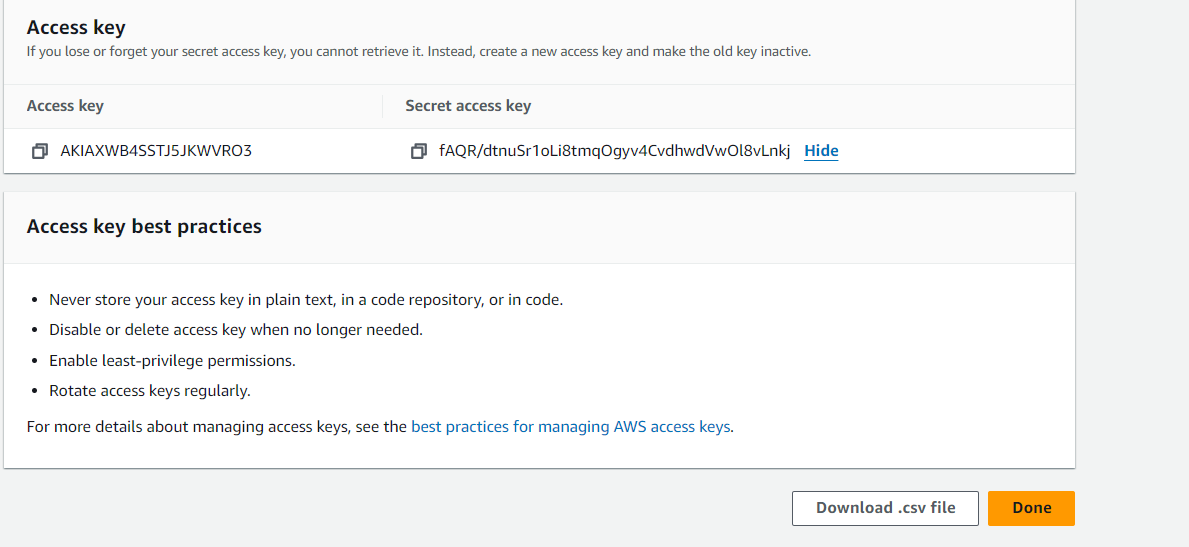 Access key
If you lose or forget your secret access key, you cannot retrieve it. Instead, create a new access key and make the old key inactive.
Access key
Secret access key
AKIAXWB4SSTJ5JKWVRO3
fAQR/dtnuSr1oLi8tmqOgyv4CvdhwdVwOl8vLnkj Hide
Access key best practices
• Never store your access key in plain text, in a code repository, or in code.
• Disable or delete access key when no longer needed.
• Enable least-privilege permissions.
• Rotate access keys regularly.
For more details about managing access keys, see the best practices for managing AWS access keys.
Download .csv file
Done